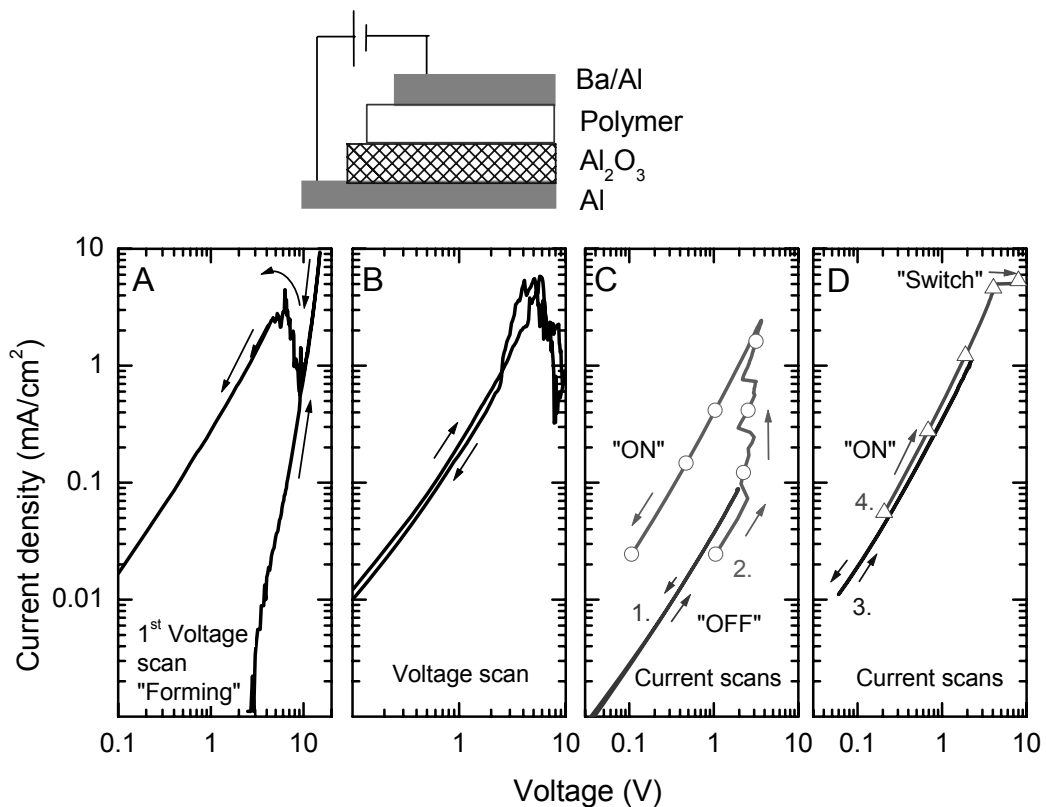 Ba/Al
Polymer
Al₂O₃
Al
Current density (mA/cm²)
10
1
0.1
0.01
A
1st Voltage
scan
"Forming"
0.1
1
10
B
Voltage scan
1
10
C
"ON"
2.
1.
"OFF"
Current scans
0.1
1
10
D
"Switch"
"ON"
4.
3.
Current scans
0.1
1
10
Voltage (V)